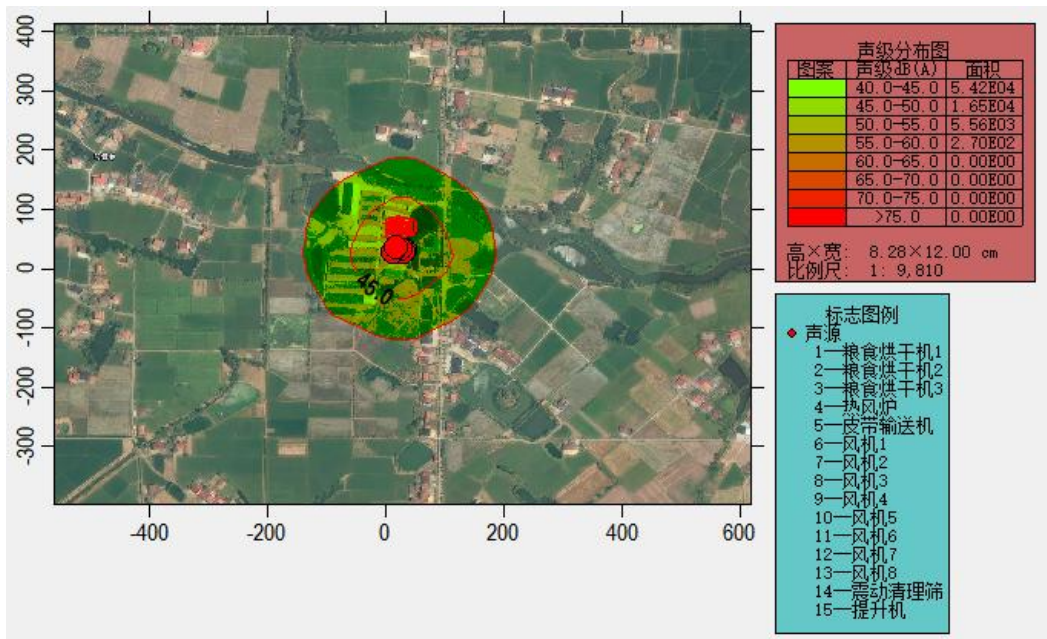 400
300
200
100
0
-100
-200
-300
-400
-200
0
200
400
600
45.0
声级分布图
图案 声级dB(A) 面积
40.0-45.0 5.42E04
45.0-50.0 1.65E04
50.0-55.0 5.56E03
55.0-60.0 2.70E02
60.0-65.0 0.00E00
65.0-70.0 0.00E00
70.0-75.0 0.00E00
>75.0 0.00E00
高×宽: 8.28×12.00 cm
比例尺: 1: 9,810
标志图例
声源
1—粮食烘干机1
2—粮食烘干机2
3—粮食烘干机3
4—热风炉
5—皮带输送机
6—风机1
7—风机2
8—风机3
9—风机4
10—风机5
11—风机6
12—风机7
13—风机8
14—震动清理筛
15—提升机